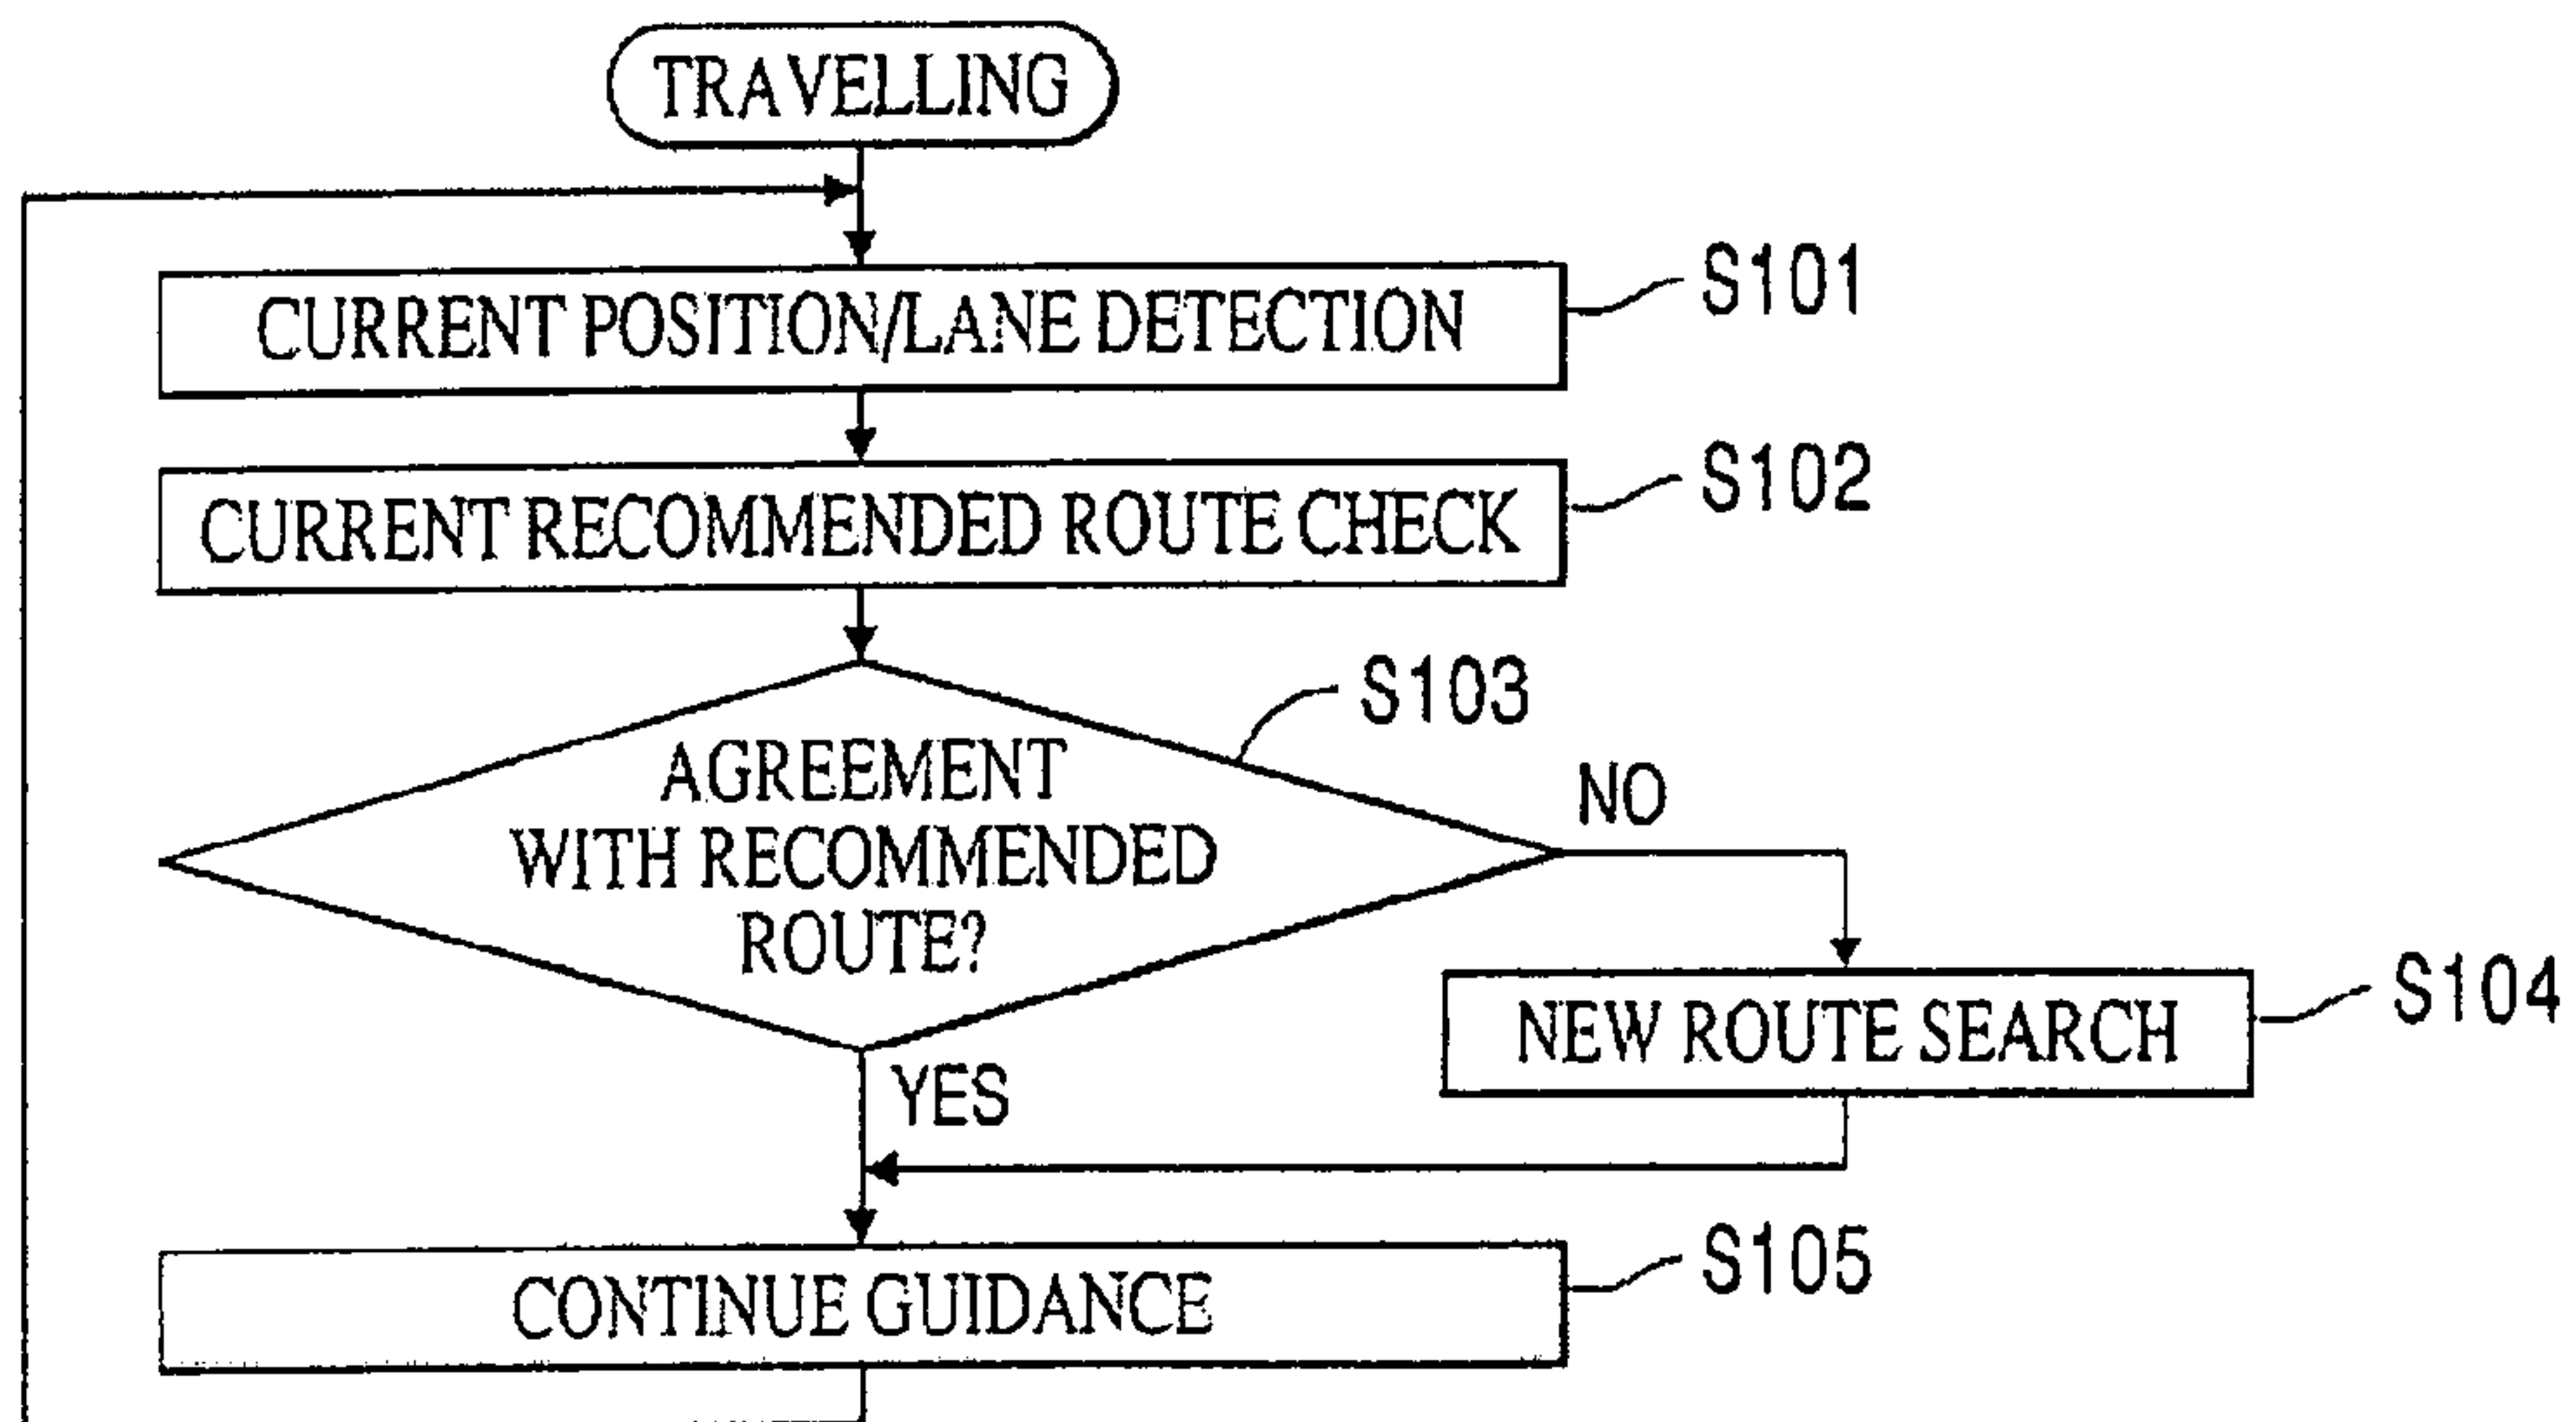 TRAVELLING
CURRENT POSITION/LANE DETECTION
S101
CURRENT RECOMMENDED ROUTE CHECK
S102
S103
AGREEMENT
WITH RECOMMENDED
ROUTE?
NO
NEW ROUTE SEARCH
S104
YES
CONTINUE GUIDANCE
S105